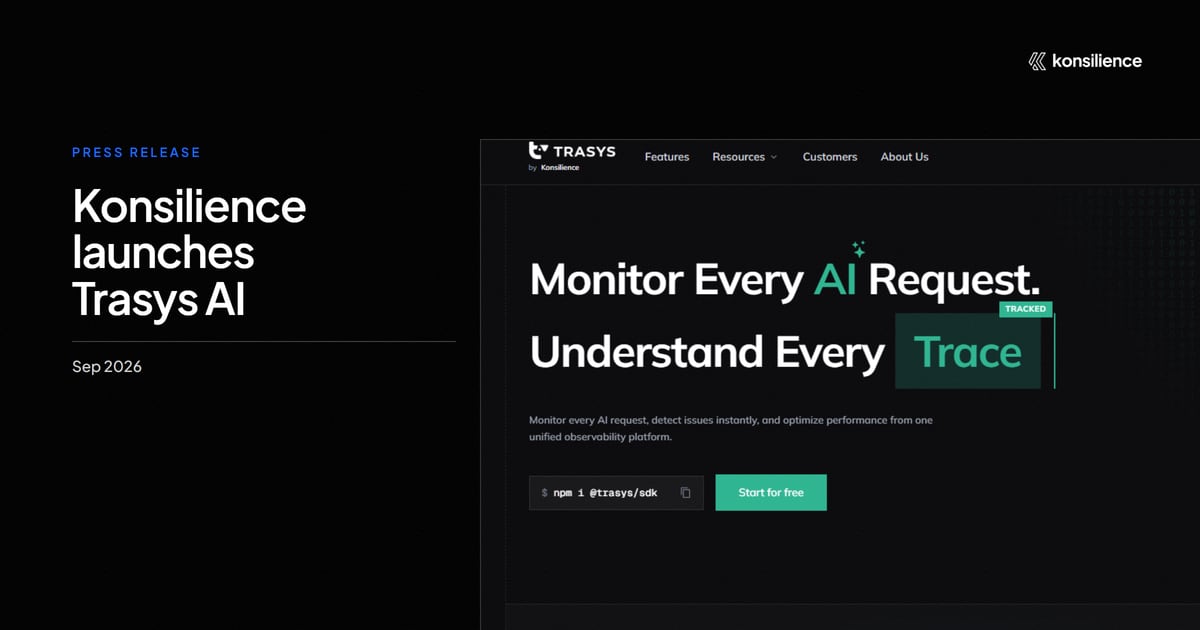 konsilience
PRESS RELEASE
Konsilience
launches
Trasys AI
Sep 2026
TRASYS
by Konsilience
Features
Resources
Customers
About Us
Monitor Every AI Request.
TRACKED
Understand Every Trace
Monitor every AI request, detect issues instantly, and optimize performance from one
unified observability platform.
$ npm i @trasys/sdk
Start for free